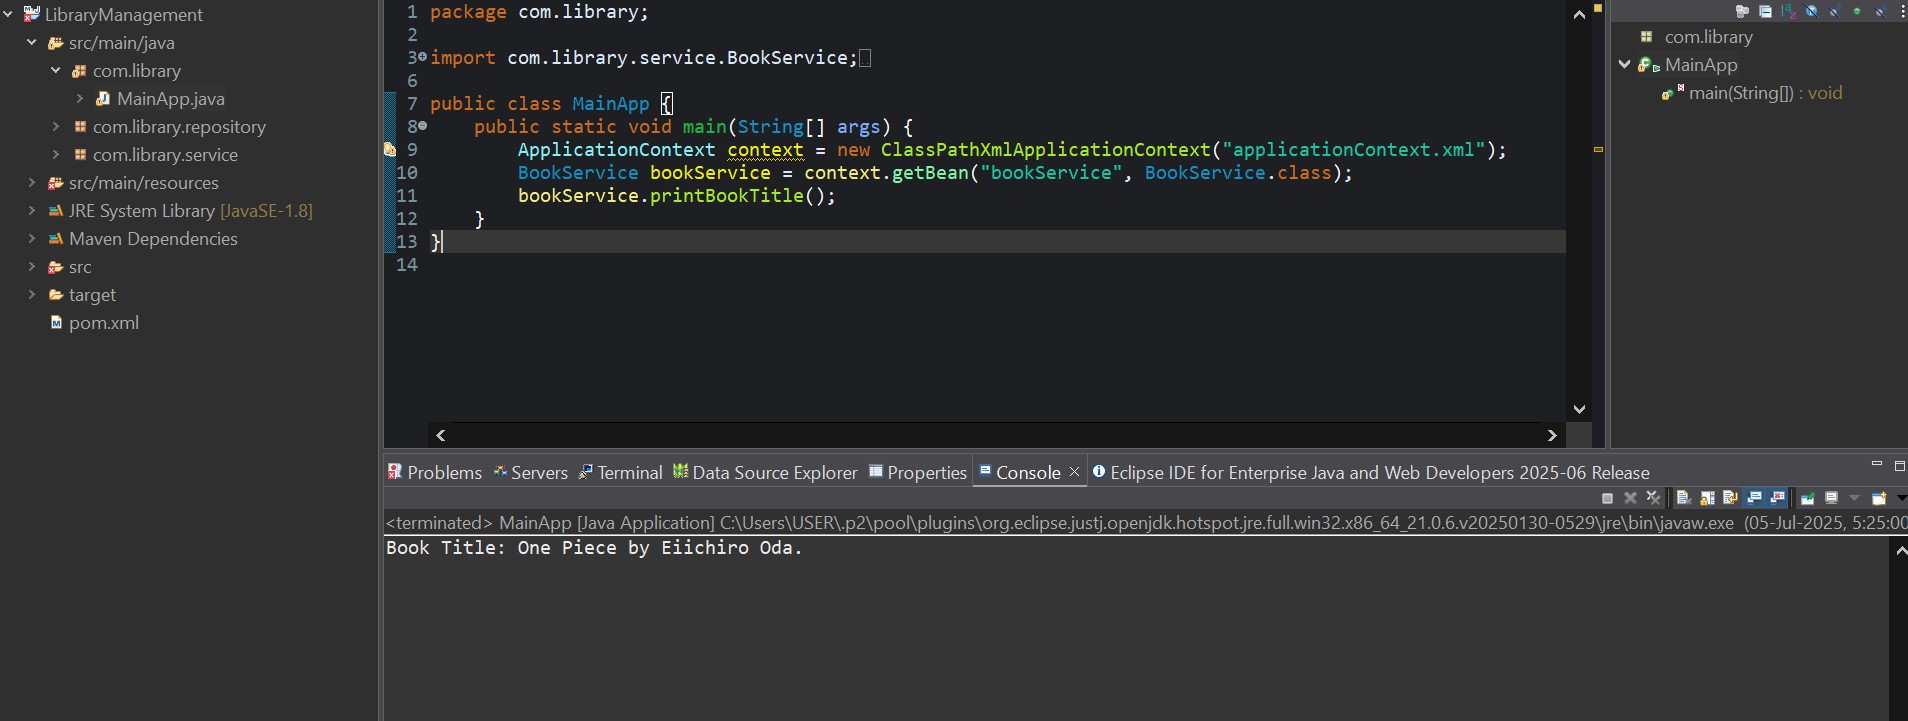 LibraryManagement
src/main/java
com.library
MainApp.java
com.library.repository
com.library.service
src/main/resources
JRE System Library [JavaSE-1.8]
Maven Dependencies
src
target
pom.xml
1 package com.library;
2
3 import com.library.service.BookService;
6
7 public class MainApp {
8 public static void main(String[] args) {
9 ApplicationContext context = new ClassPathXmlApplicationContext("applicationContext.xml");
10 BookService bookService = context.getBean("bookService", BookService.class);
11 bookService.printBookTitle();
12 }
13 }
14
com.library
MainApp
main(String[]) : void
Problems Servers Terminal Data Source Explorer Properties Console Eclipse IDE for Enterprise Java and Web Developers 2025-06 Release
<terminated> MainApp [Java Application] C:\Users\USER\.p2\pool\plugins\org.eclipse.justj.openjdk.hotspot.jre.full.win32.x86_64_21.0.6.v20250130-0529\jre\bin\javaw.exe (05-Jul-2025, 5:25:00
Book Title: One Piece by Eiichiro Oda.